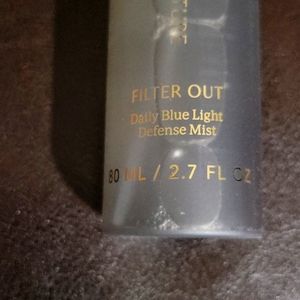 FILTER OUT
Daily Blue Light
Defense Mist
80 ML / 2.7 FL OZ